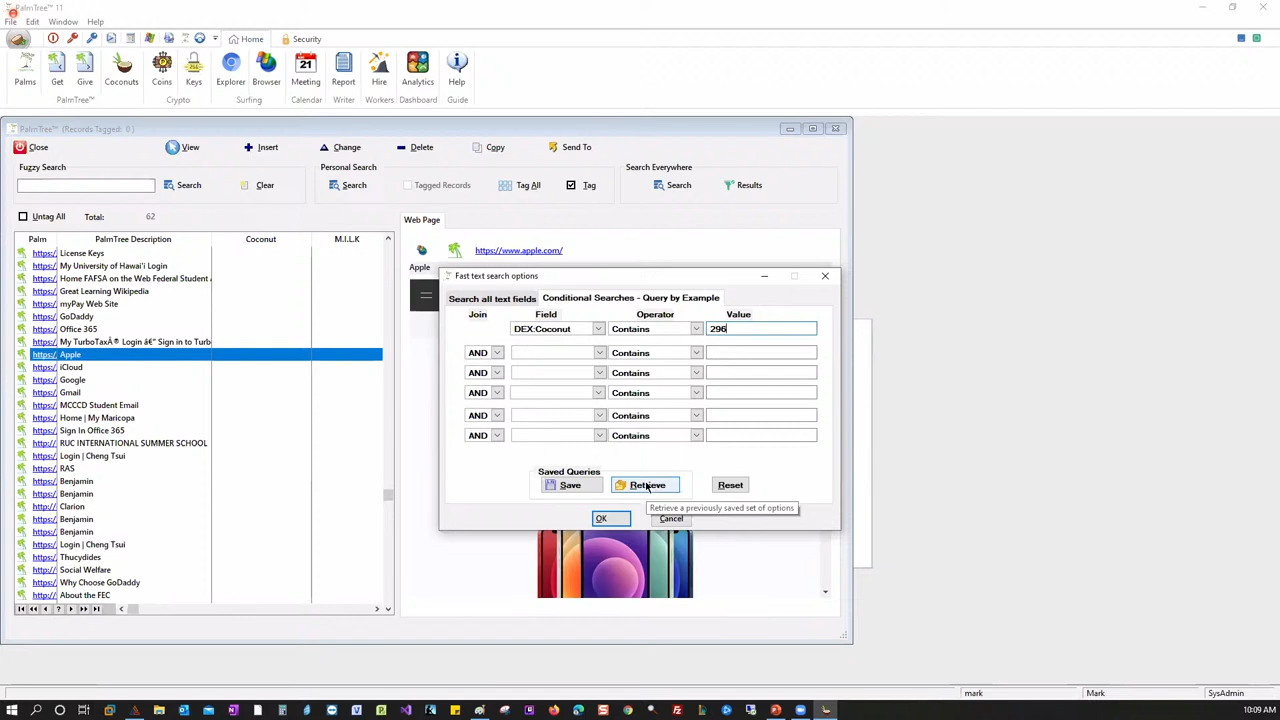 PalmTree™ 11
File Edit Window Help
Home Security
Palms Get Give Coconuts Coins Keys Explorer Browser Meeting Report Hire Analytics Help
21
PalmTree™ Crypto Surfing Calendar Writer Workers Dashboard Guide
PalmTree™ (Records Tagged: 0 )
Close View Insert Change Delete Copy Send To
Fuzzy Search Personal Search Search Everywhere
Search Clear Search Tagged Records Tag All Tag Search Results
Untag All Total: 62
Web Page
Palm PalmTree Description Coconut M.I.L.K
https:/ License Keys
https://www.apple.com/
https:/ My University of Hawai'i Login
Apple
https:/ Home FAFSA on the Web Federal Student A
https:/ Great Learning Wikipedia
https:/ myPay Web Site
https:/ GoDaddy
https:/ Office 365
https:/ My TurboTaxÂ® Login â€“ Sign in to Turb
https:/ Apple
https:/ iCloud
https:/ Google
https:/ Gmail
https:/ MCCCD Student Email
https:/ Home | My Maricopa
https:/ Sign In Office 365
http:// RUC INTERNATIONAL SUMMER SCHOOL
https:/ Login | Cheng Tsui
https:/ RAS
https:/ Benjamin
https:/ Benjamin
https:/ Clarion
https:/ Benjamin
https:/ Benjamin
https:/ Login | Cheng Tsui
https:/ Thucydides
https:/ Social Welfare
https:/ Why Choose GoDaddy
https:/ About the FEC
Fast text search options
Search all text fields Conditional Searches - Query by Example
Join Field Operator Value
DEX:Coconut Contains 296
AND Contains
AND Contains
AND Contains
AND Contains
AND Contains
Saved Queries
Save Retrieve Reset
Retrieve a previously saved set of options
OK Cancel
mark Mark SysAdmin
10:09 AM